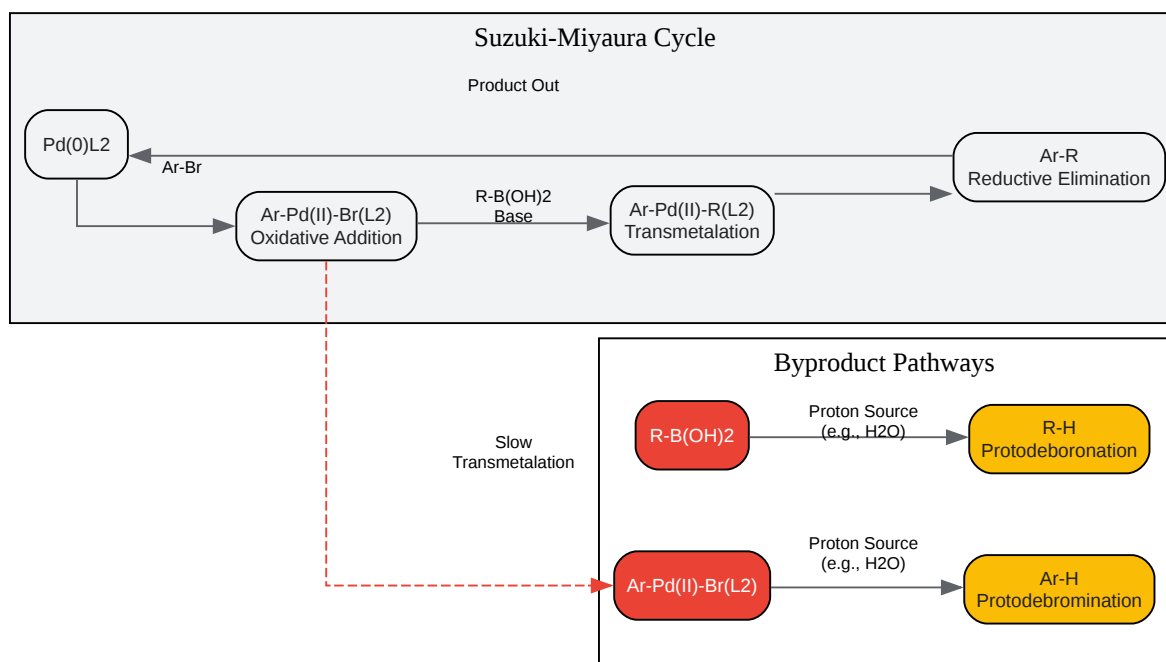 Suzuki-Miyaura Cycle
Product Out
Pd(0)L2
Ar-Br
Ar-R
Reductive Elimination
Ar-Pd(II)-Br(L2)
Oxidative Addition
R-B(OH)2
Base
Ar-Pd(II)-R(L2)
Transmetalation
Byproduct Pathways
R-B(OH)2
Proton Source
(e.g., H2O)
R-H
Protodeboronation
Slow
Transmetalation
Ar-Pd(II)-Br(L2)
Proton Source
(e.g., H2O)
Ar-H
Protodebromination